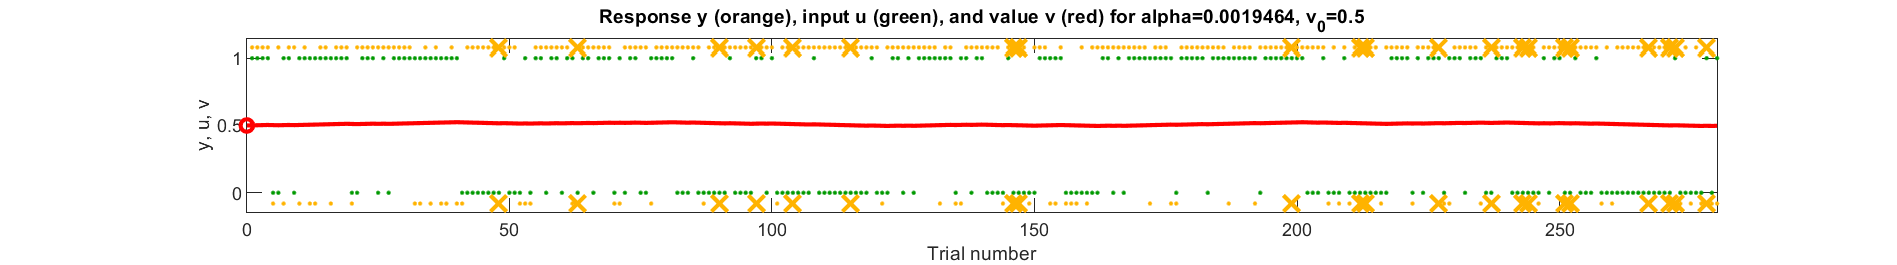 Response y (orange), input u (green), and value v (red) for alpha=0.0019464, v0=0.5
y, u, v
1
0.5
0
0 50 100 150 200 250
Trial number